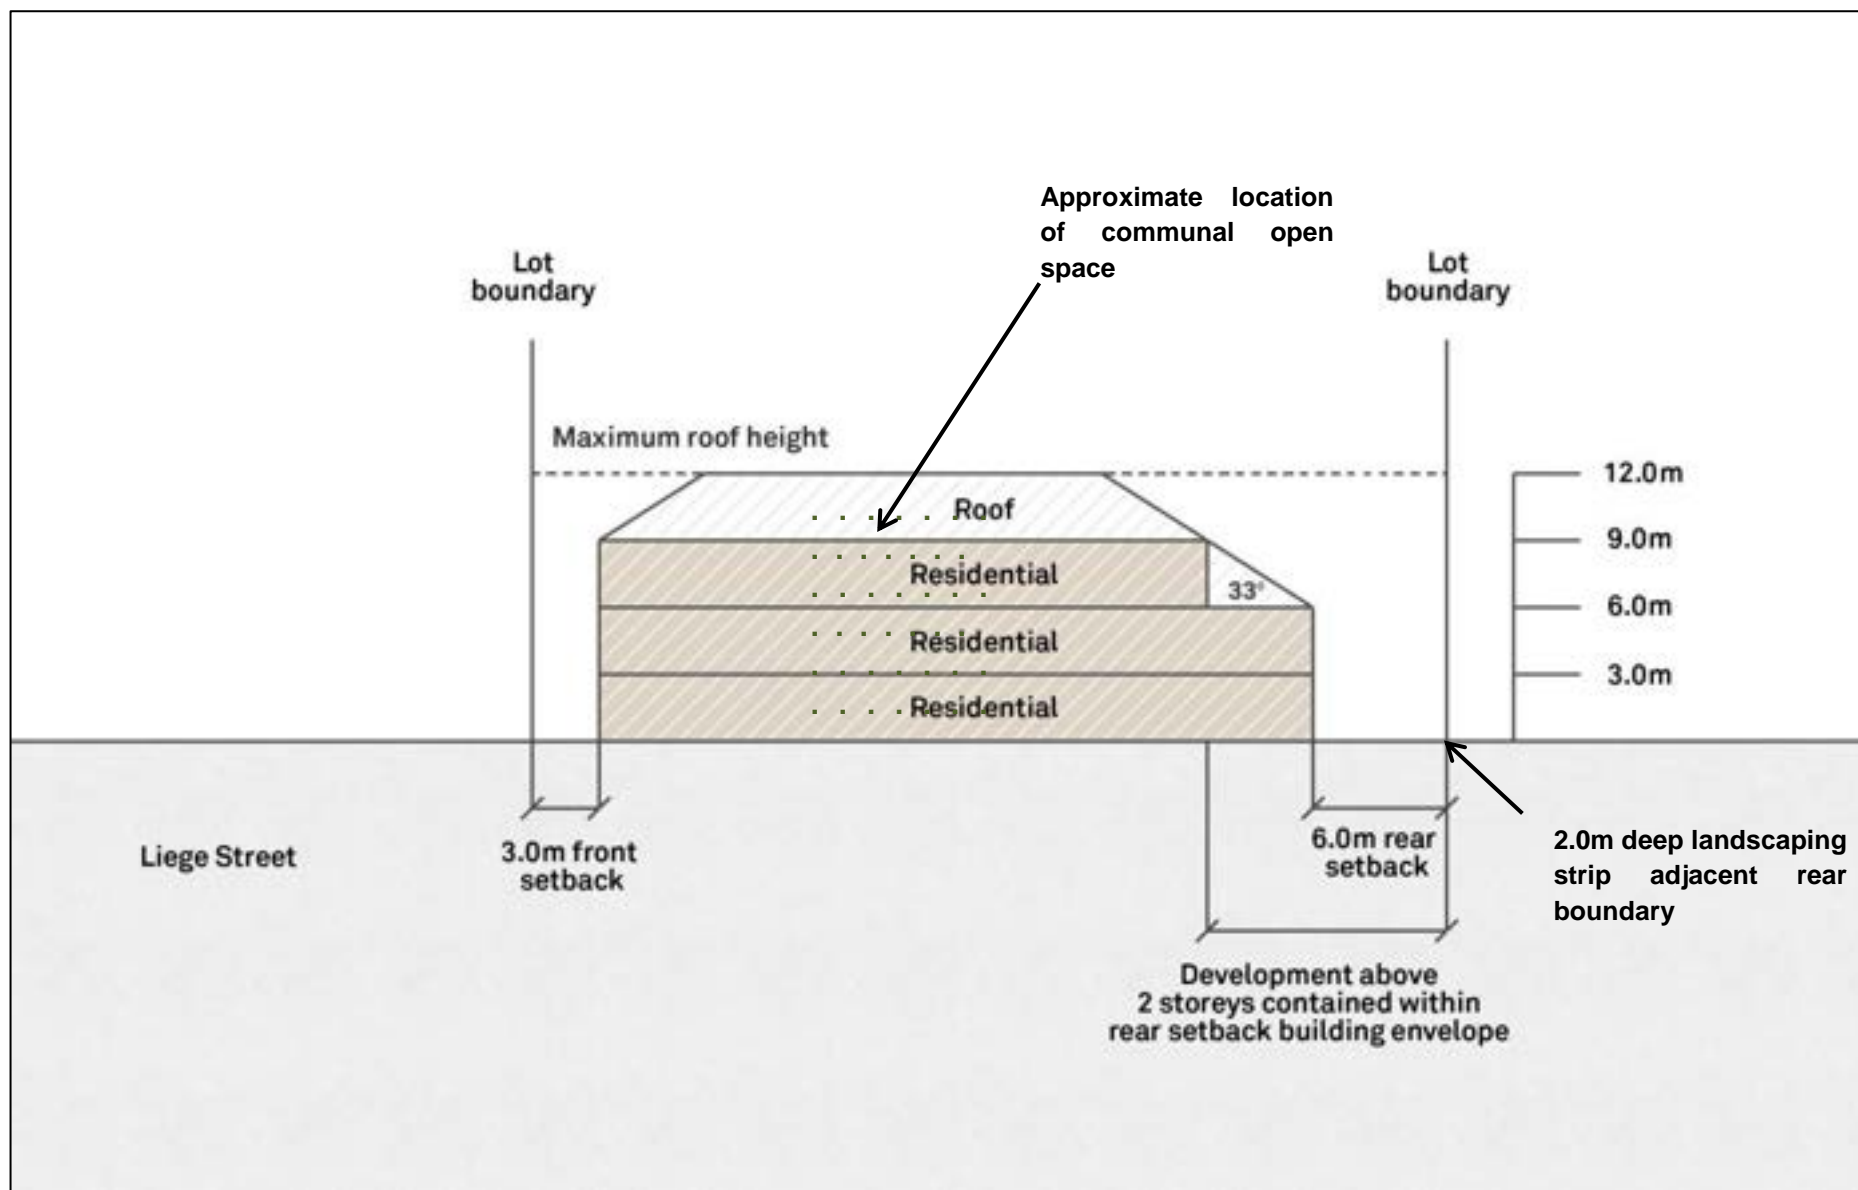 Approximate location
of communal open
space
Lot
boundary
Lot
boundary
Maximum roof height
12.0m
Roof
9.0m
Residential
33°
6.0m
Residential
3.0m
Residential
Liege Street
3.0m front
setback
6.0m rear
setback
2.0m deep landscaping
strip adjacent rear
boundary
Development above
2 storeys contained within
rear setback building envelope